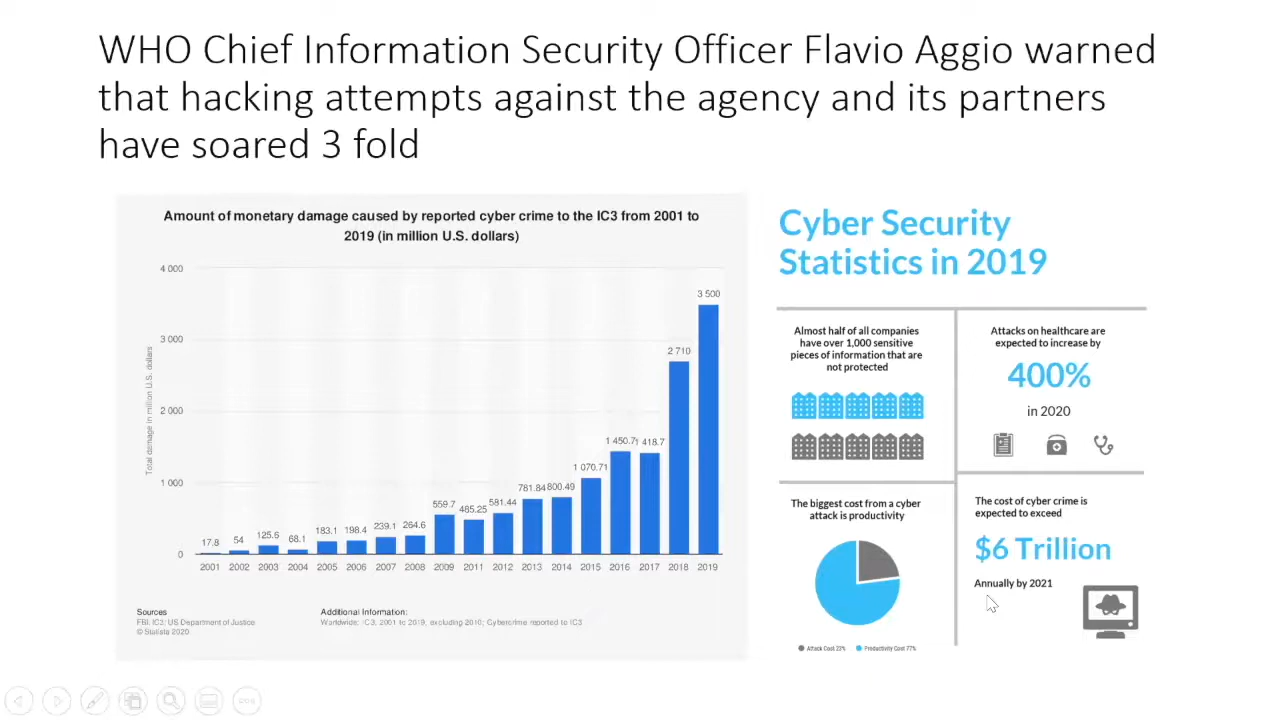 WHO Chief Information Security Officer Flavio Aggio warned
that hacking attempts against the agency and its partners
have soared 3 fold
Amount of monetary damage caused by reported cyber crime to the IC3 from 2001 to
2019 (in million U.S. dollars)
Total damage in million U.S. dollars
4 000
3 000
2 000
1 000
0
17.8
54
125.6
68.1
183.1
198.4
239.1
264.6
559.7
485.25
581.44
781.84
800.49
1 070.71
1 450.7
1 418.7
2 710
3 500
2001 2002 2003 2004 2005 2006 2007 2008 2009 2011 2012 2013 2014 2015 2016 2017 2018 2019
Sources
FBI; IC3; US Department of Justice
© Statista 2020
Additional Information:
Worldwide; IC3; 2001 to 2019, excluding 2010; Cybercrime reported to IC3
Cyber Security
Statistics in 2019
Almost half of all companies
have over 1,000 sensitive
pieces of information that are
not protected
Attacks on healthcare are
expected to increase by
400%
in 2020
The biggest cost from a cyber
attack is productivity
Attack Cost 23% Productivity Cost 77%
The cost of cyber crime is
expected to exceed
$6 Trillion
Annually by 2021